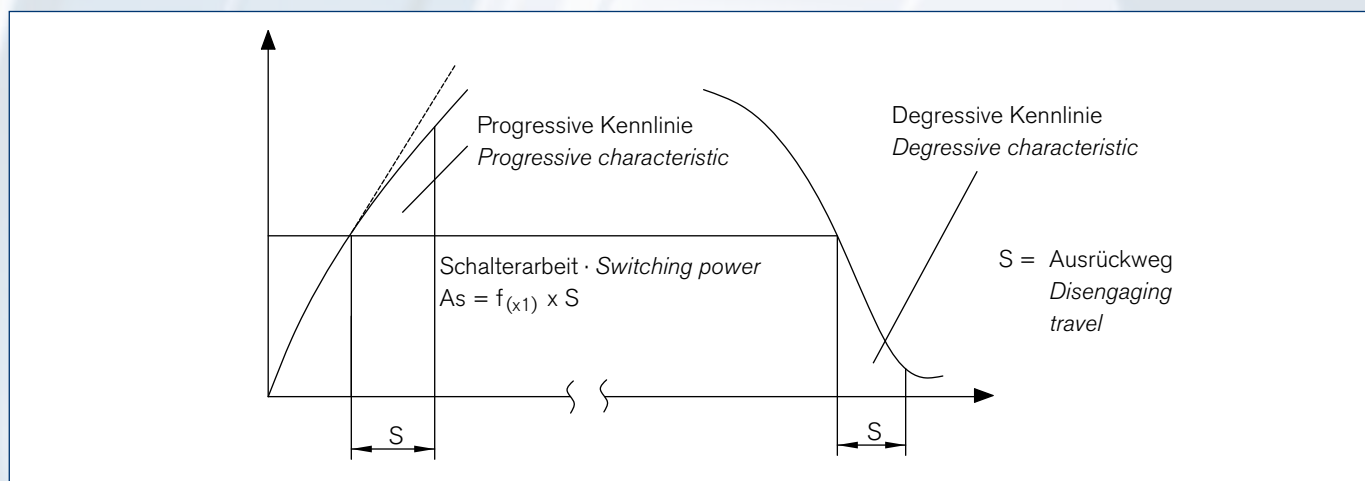 Progressive Kennlinie
Progressive characteristic
Degressive Kennlinie
Degressive characteristic
Schalterarbeit · Switching power
As = f(x1) x S
S = Ausrückweg
Disengaging
travel
S
S